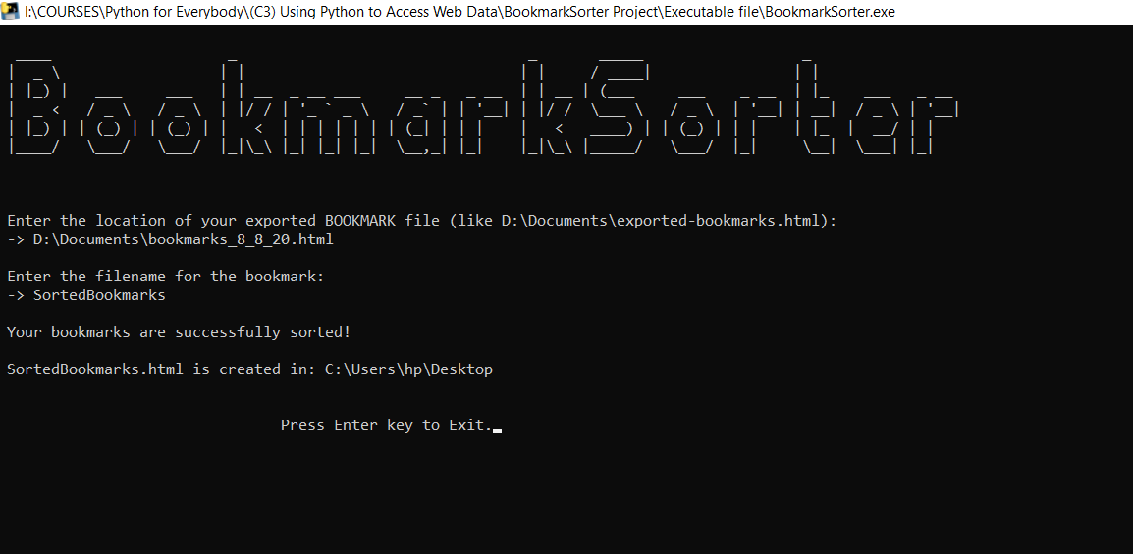 I:\COURSES\Python for Everybody\(C3) Using Python to Access Web Data\BookmarkSorter Project\Executable file\BookmarkSorter.exe
BookmarkSorter
Enter the location of your exported BOOKMARK file (like D:\Documents\exported-bookmarks.html):
-> D:\Documents\bookmarks_8_8_20.html
Enter the filename for the bookmark:
-> SortedBookmarks
Your bookmarks are successfully sorted!
SortedBookmarks.html is created in: C:\Users\hp\Desktop
Press Enter key to Exit.